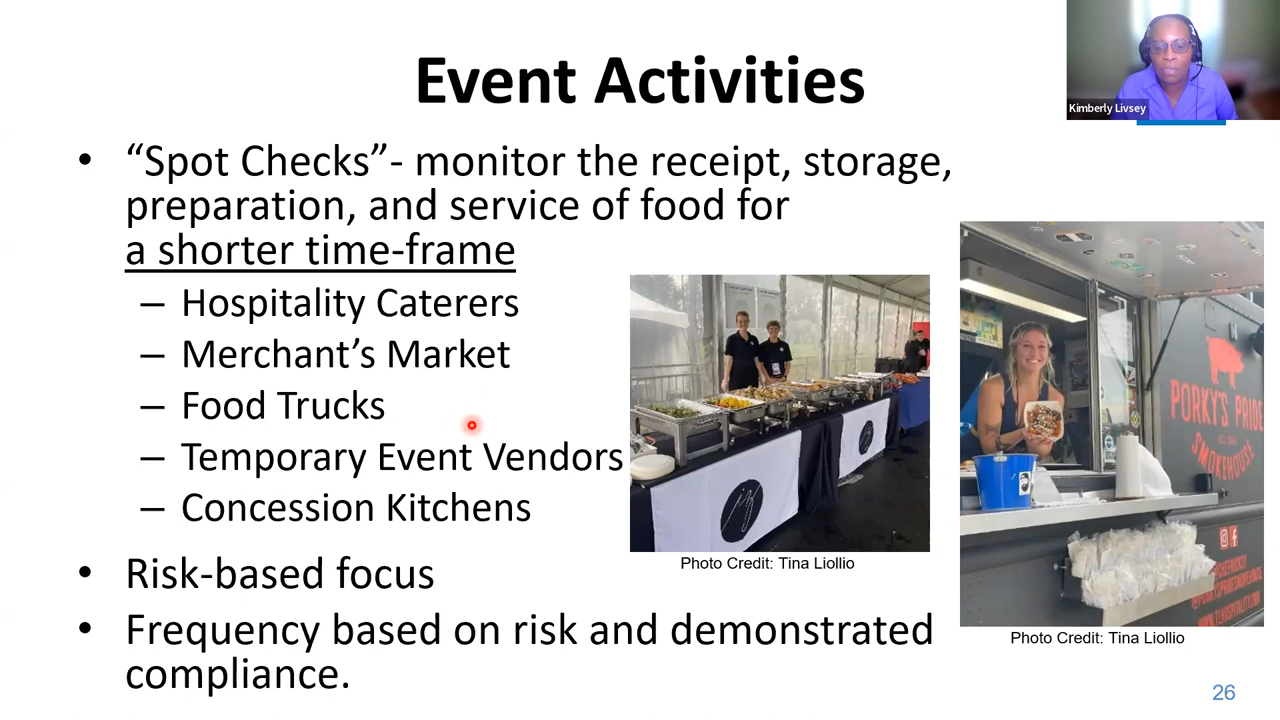 Event Activities
Kimberly Livsey
• “Spot Checks”- monitor the receipt, storage,
preparation, and service of food for
a shorter time-frame
– Hospitality Caterers
– Merchant’s Market
– Food Trucks
– Temporary Event Vendors
– Concession Kitchens
• Risk-based focus
• Frequency based on risk and demonstrated
compliance.
PORKY'S PRIDE
SMOKEHOUSE
Photo Credit: Tina Liollio
Photo Credit: Tina Liollio
26